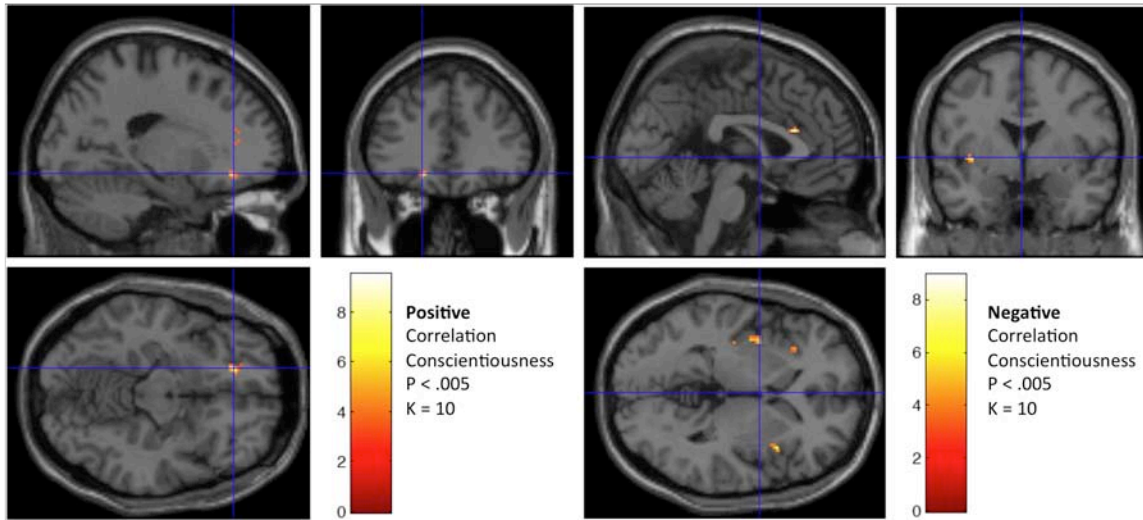 8
6
4
2
0
Positive
Correlation
Conscientiousness
P < .005
K = 10
8
6
4
2
0
Negative
Correlation
Conscientiousness
P < .005
K = 10